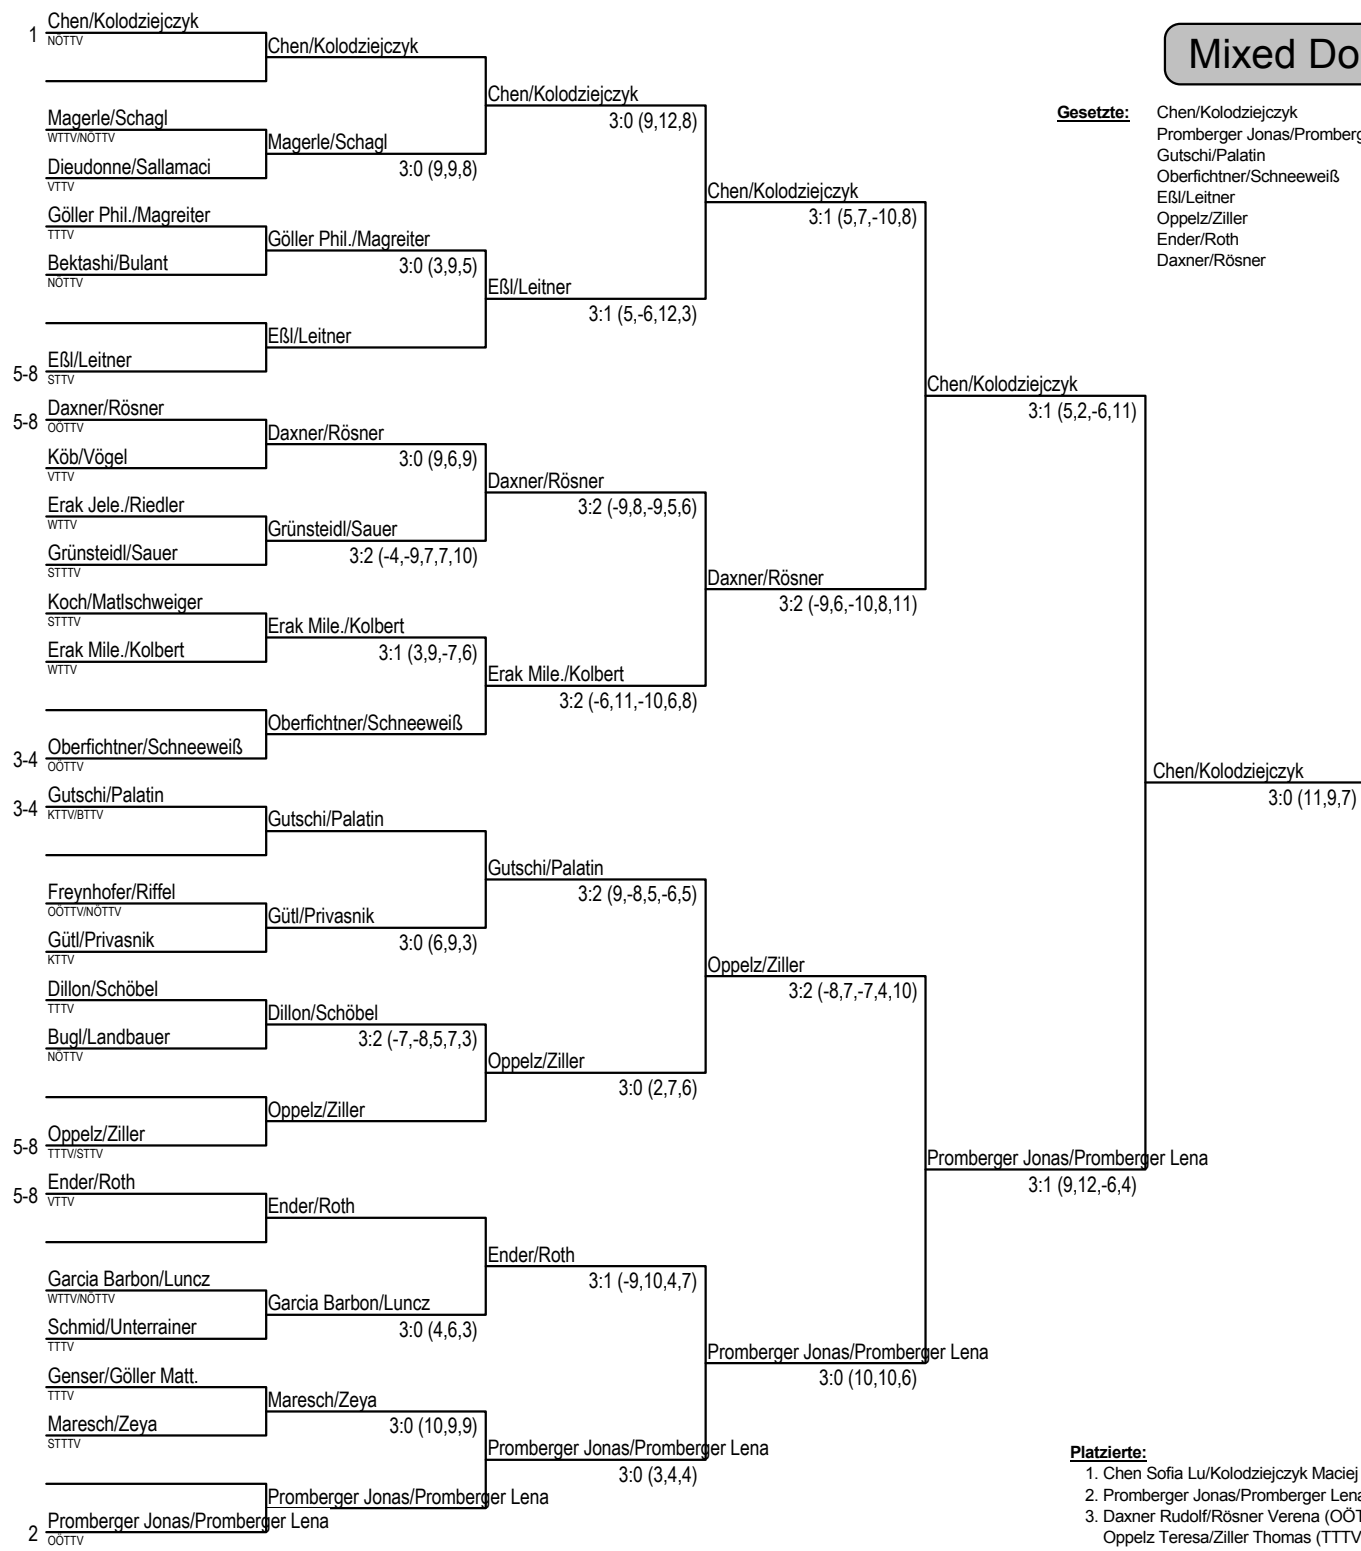 Mixed Do
Gesetzte:
Chen/Kolodziejczyk
Promberger Jonas/Promberg
Gutschi/Palatin
Oberfichtner/Schneeweiß
Eßl/Leitner
Oppelz/Ziller
Ender/Roth
Daxner/Rösner
1 Chen/Kolodziejczyk
NÖTTV
Magerle/Schagl
WTTV/NÖTTV
Dieudonne/Sallamaci
VTTV
Göller Phil./Magreiter
TTTV
Bektashi/Bulant
NÖTTV
5-8 Eßl/Leitner
STTV
5-8 Daxner/Rösner
OÖTTV
Köb/Vögel
VTTV
Erak Jele./Riedler
WTTV
Grünsteidl/Sauer
STTTV
Koch/Matlschweiger
STTTV
Erak Mile./Kolbert
WTTV
3-4 Oberfichtner/Schneeweiß
OÖTTV
3-4 Gutschi/Palatin
KTTV/BTTV
Freynhofer/Riffel
OÖTTV/NÖTTV
Gütl/Privasnik
KTTV
Dillon/Schöbel
TTTV
Bugl/Landbauer
NÖTTV
5-8 Oppelz/Ziller
TTTV/STTV
5-8 Ender/Roth
VTTV
Garcia Barbon/Luncz
WTTV/NÖTTV
Schmid/Unterrainer
TTTV
Genser/Göller Matt.
TTTV
Maresch/Zeya
STTTV
2 Promberger Jonas/Promberger Lena
OÖTTV
Chen/Kolodziejczyk
Magerle/Schagl
3:0 (9,9,8)
Göller Phil./Magreiter
3:0 (3,9,5)
Eßl/Leitner
Daxner/Rösner
3:0 (9,6,9)
Grünsteidl/Sauer
3:2 (-4,-9,7,7,10)
Erak Mile./Kolbert
3:1 (3,9,-7,6)
Oberfichtner/Schneeweiß
Gutschi/Palatin
Gütl/Privasnik
3:0 (6,9,3)
Dillon/Schöbel
3:2 (-7,-8,5,7,3)
Oppelz/Ziller
Ender/Roth
Garcia Barbon/Luncz
3:0 (4,6,3)
Maresch/Zeya
3:0 (10,9,9)
Promberger Jonas/Promberger Lena
Chen/Kolodziejczyk
3:0 (9,12,8)
Eßl/Leitner
3:1 (5,-6,12,3)
Daxner/Rösner
3:2 (-9,8,-9,5,6)
Erak Mile./Kolbert
3:2 (-6,11,-10,6,8)
Gutschi/Palatin
3:2 (9,-8,5,-6,5)
Oppelz/Ziller
3:0 (2,7,6)
Ender/Roth
3:1 (-9,10,4,7)
Promberger Jonas/Promberger Lena
3:0 (3,4,4)
Chen/Kolodziejczyk
3:1 (5,7,-10,8)
Daxner/Rösner
3:2 (-9,6,-10,8,11)
Oppelz/Ziller
3:2 (-8,7,-7,4,10)
Promberger Jonas/Promberger Lena
3:0 (10,10,6)
Chen/Kolodziejczyk
3:1 (5,2,-6,11)
Promberger Jonas/Promberger Lena
3:1 (9,12,-6,4)
Chen/Kolodziejczyk
3:0 (11,9,7)
Platzierte:
1. Chen Sofia Lu/Kolodziejczyk Maciej
2. Promberger Jonas/Promberger Lena
3. Daxner Rudolf/Rösner Verena (OÖT
Oppelz Teresa/Ziller Thomas (TTTV